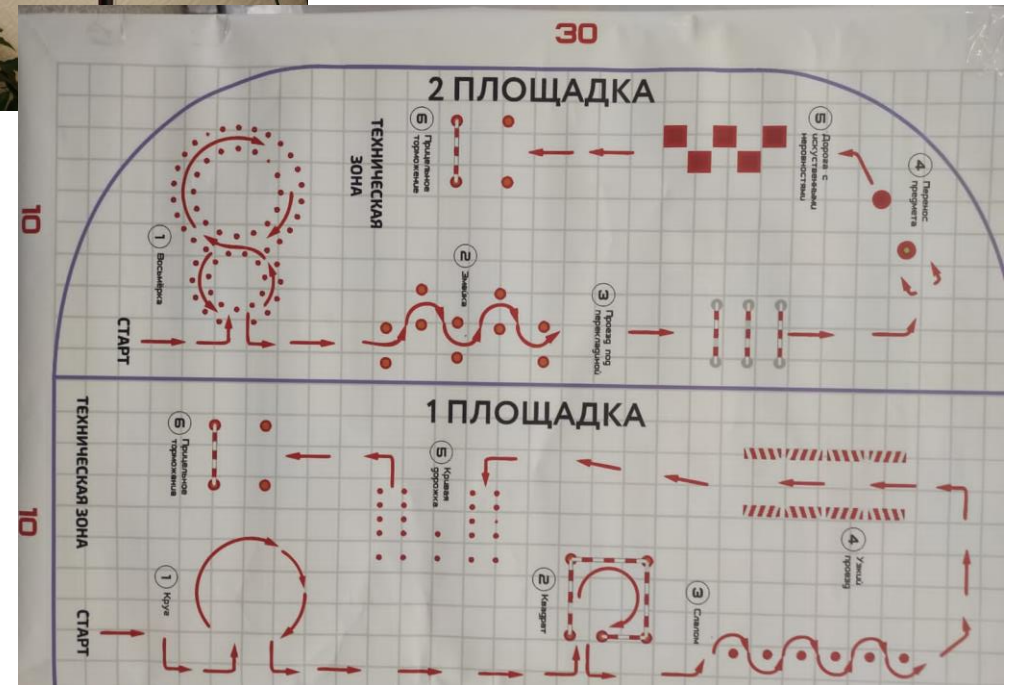 30
2 ПЛОЩАДКА
6 Прицельное
торможение
ТЕХНИЧЕСКАЯ
ЗОНА
5 Дорога с
искуственными
неровностями
4 Перенос
предмета
10
1 Восьмёрка
2 Змейка
3 Проезд под
перекладиной
СТАРТ
1 ПЛОЩАДКА
ТЕХНИЧЕСКАЯ ЗОНА
6 Прицельное
торможение
5 Кривая
дорожка
4 Узкий
проезд
10
1 Круг
2 Квадрат
3 Слалом
СТАРТ